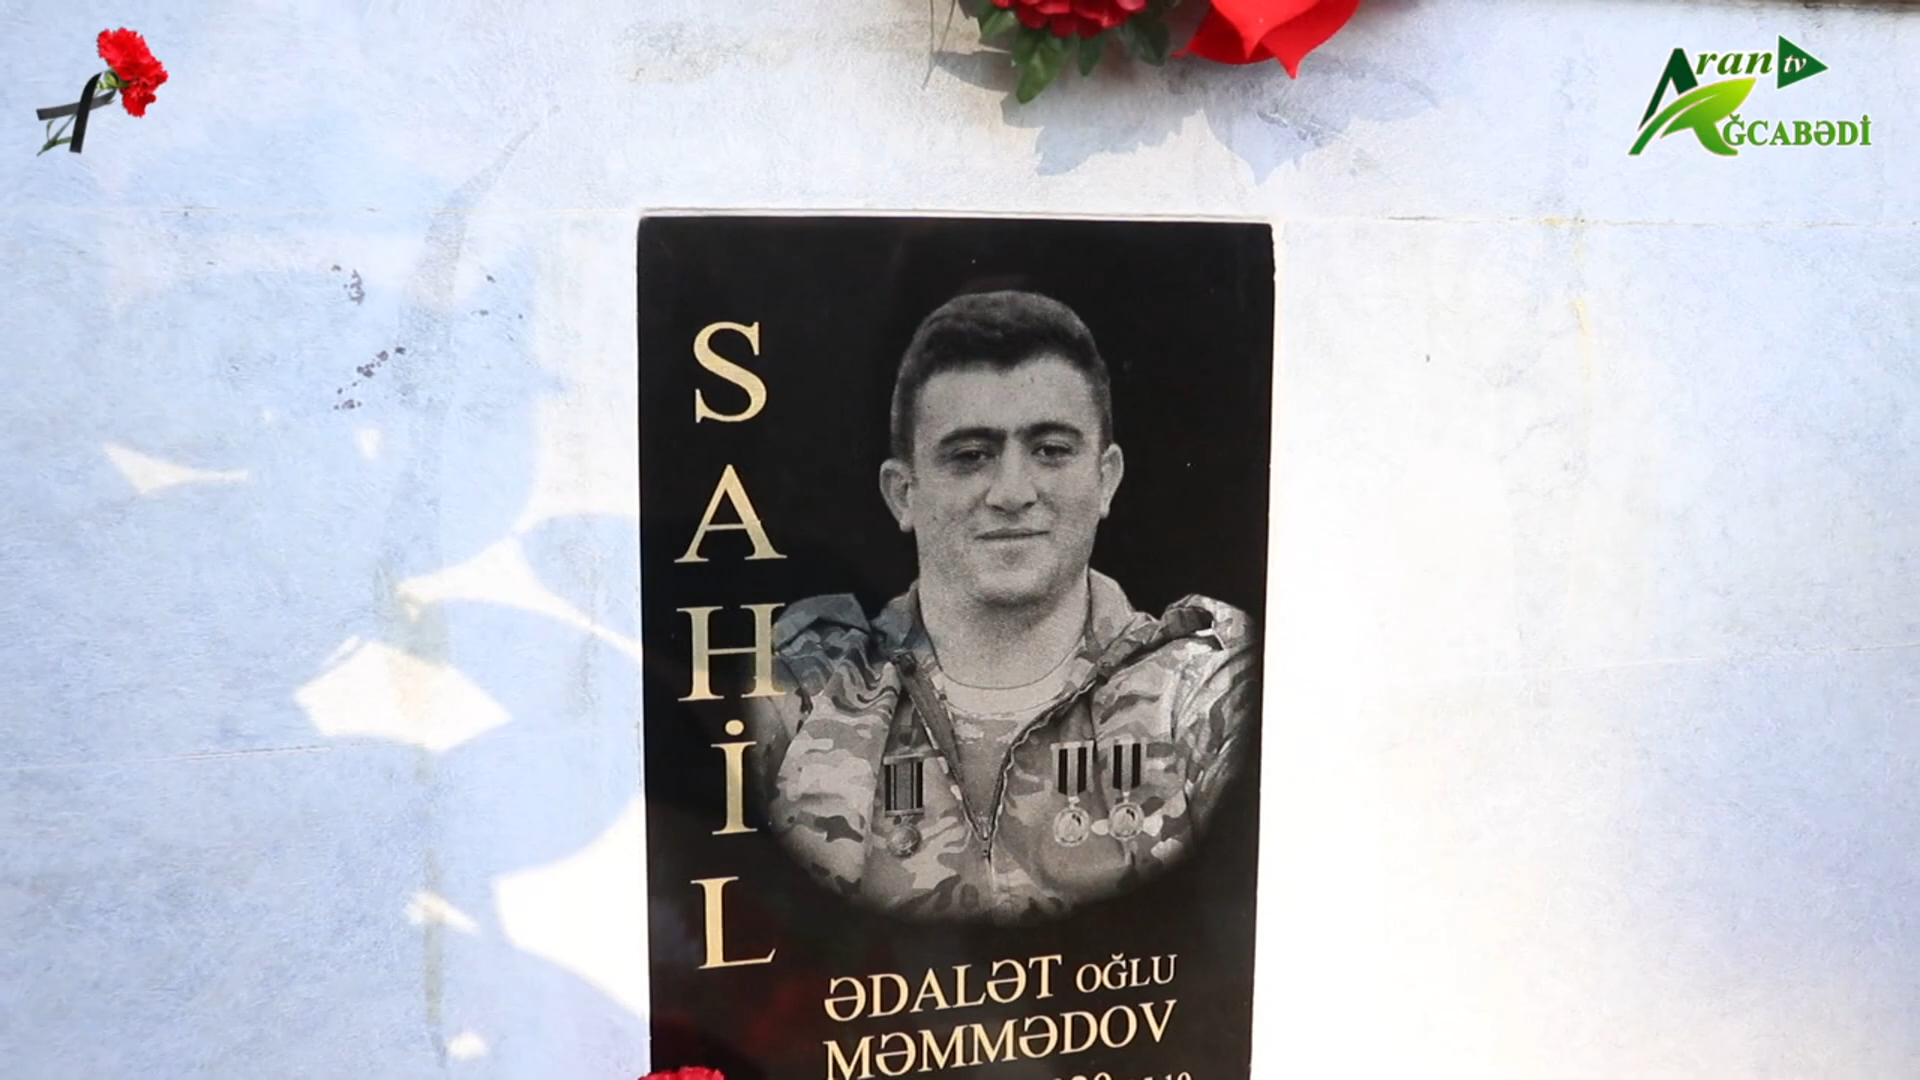 Aran tv
AĞCABƏDİ
SAHİL
ƏDALƏT OĞLU
MƏMMƏDOV